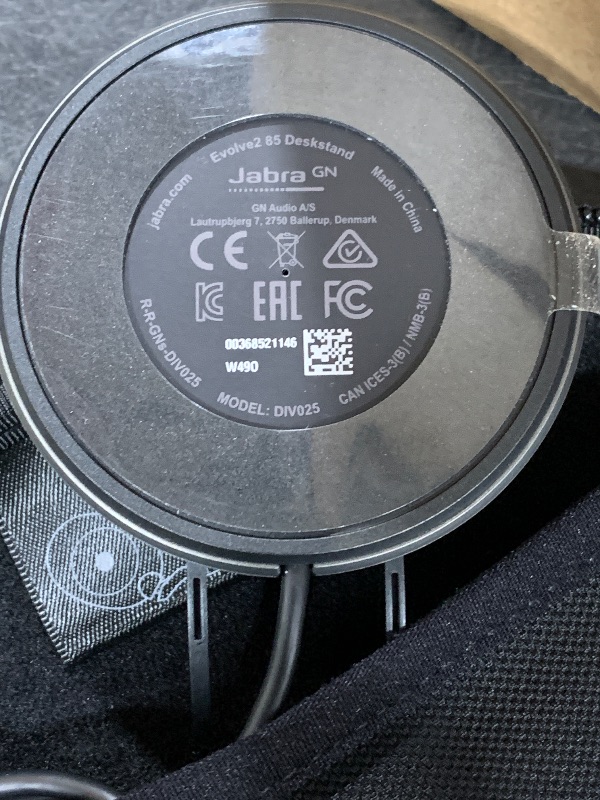 Evolve2 85 Deskstand
jabra.com
Made in China
Jabra GN
GN Audio A/S
Lautrupbjerg 7, 2750 Ballerup, Denmark
CE
EAC FC
00368521146
W490
R-R-GNs-DIV025
MODEL: DIV025
CAN ICES-3(B) / NMB-3(B)